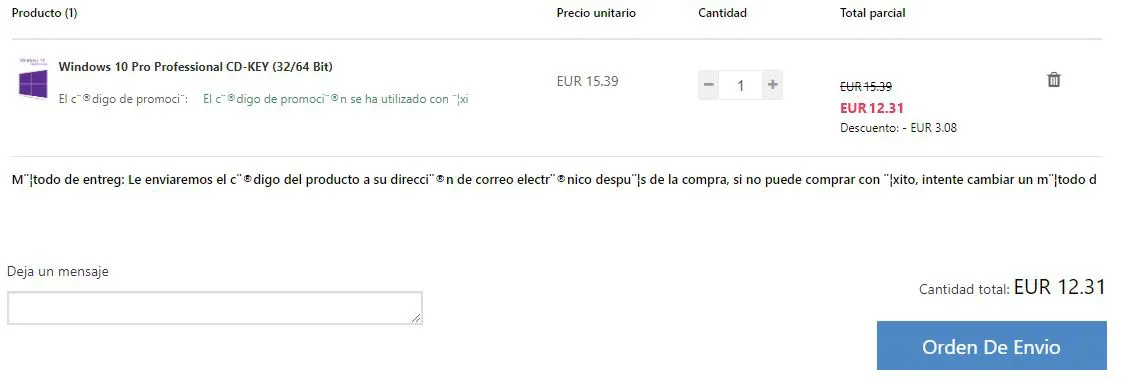 Producto (1) Precio unitario Cantidad Total parcial
Windows 10 Pro Professional CD-KEY (32/64 Bit)
EUR 15.39
1
EUR 15.39
El c¨®digo de promoci¨: El c¨®digo de promoci¨®n se ha utilizado con ¨¦xi
EUR 12.31
Descuento: - EUR 3.08
M¨¦todo de entreg: Le enviaremos el c¨®digo del producto a su direcci¨®n de correo electr¨®nico despu¨¦s de la compra, si no puede comprar con ¨¦xito, intente cambiar un m¨¦todo d
Deja un mensaje
Cantidad total: EUR 12.31
Orden De Envio